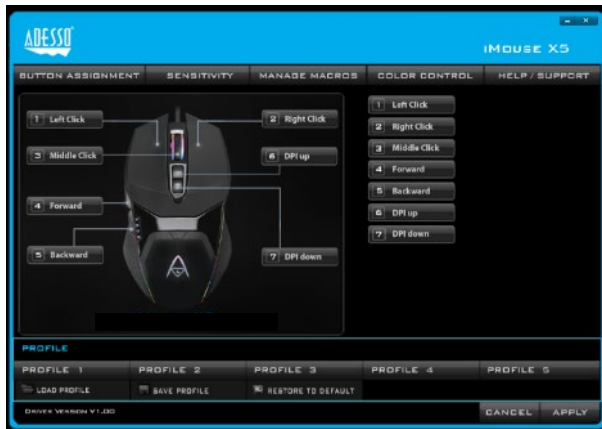 ADESSO
iMouse X5
BUTTON ASSIGNMENT SENSITIVITY MANAGE MACROS COLOR CONTROL HELP / SUPPORT
1 Left Click
2 Right Click
3 Middle Click
6 DPI up
4 Forward
5 Backward
7 DPI down
1 Left Click
2 Right Click
3 Middle Click
4 Forward
5 Backward
6 DPI up
7 DPI down
PROFILE
PROFILE 1 PROFILE 2 PROFILE 3 PROFILE 4 PROFILE 5
LOAD PROFILE SAVE PROFILE RESTORE TO DEFAULT
DRIVER VERSION V1.00
CANCEL APPLY